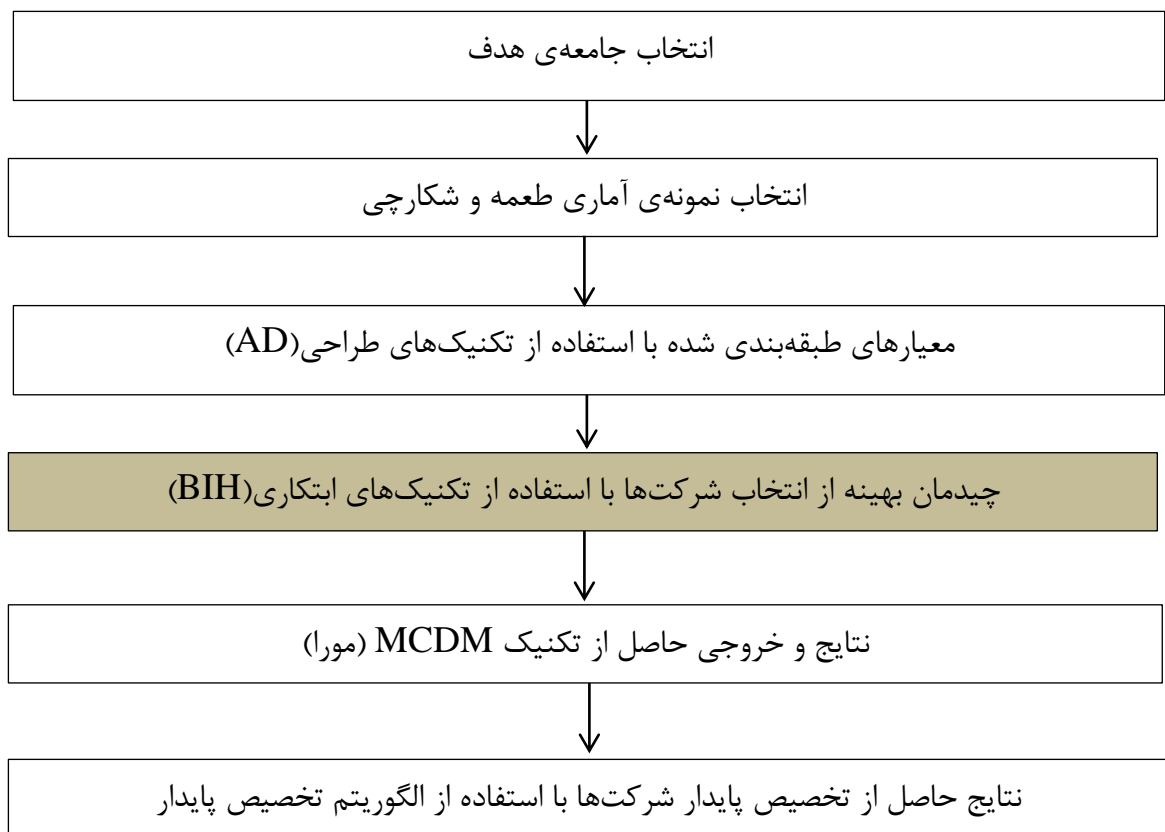 انتخاب جامعه‌ی هدف
انتخاب نمونه‌ی آماری طعمه و شکارچی
معیارهای طبقه‌بندی شده با استفاده از تکنیک‌های طراحی(AD)
چیدمان بهینه از انتخاب شرکت‌ها با استفاده از تکنیک‌های ابتکاری(BIH)
نتایج و خروجی حاصل از تکنیک MCDM (مورا)
نتایج حاصل از تخصیص پایدار شرکت‌ها با استفاده از الگوریتم تخصیص پایدار